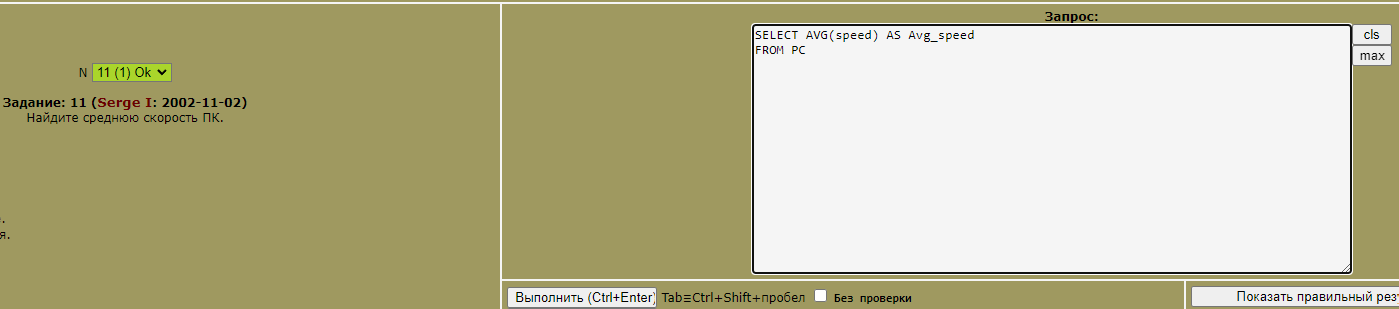 N 11 (1) Ok
Задание: 11 (Serge I: 2002-11-02)
Найдите среднюю скорость ПК.
я.
Запрос:
SELECT AVG(speed) AS Avg_speed
FROM PC
cls
max
Выполнить (Ctrl+Enter) Tab≡Ctrl+Shift+пробел Без проверки
Показать правильный рез